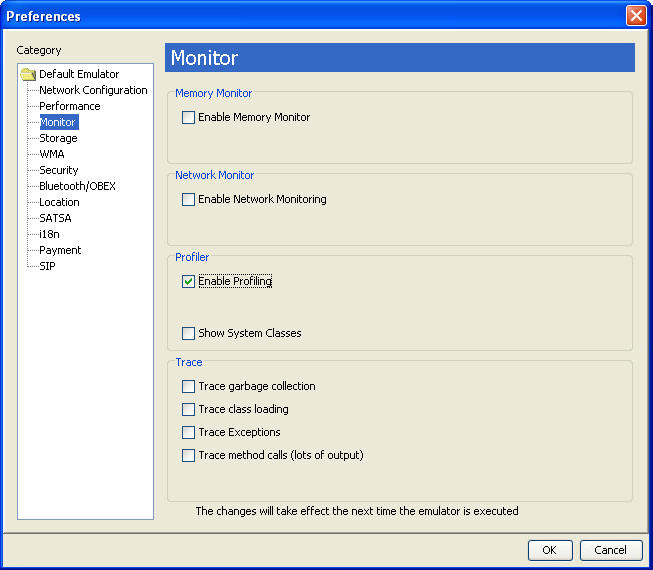 Preferences
Category
Default Emulator
Network Configuration
Performance
Monitor
Storage
WMA
Security
Bluetooth/OBEX
Location
SATSA
i18n
Payment
SIP
Monitor
Memory Monitor
Enable Memory Monitor
Network Monitor
Enable Network Monitoring
Profiler
Enable Profiling
Show System Classes
Trace
Trace garbage collection
Trace class loading
Trace Exceptions
Trace method calls (lots of output)
The changes will take effect the next time the emulator is executed
OK
Cancel